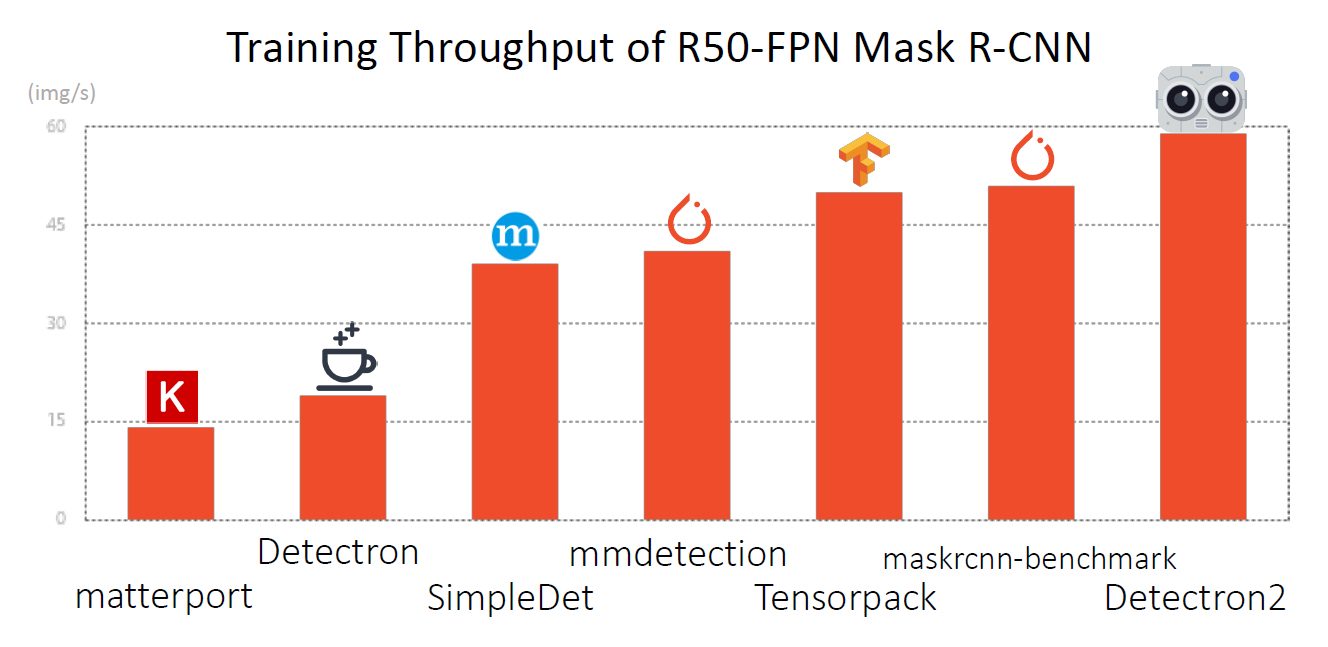 Training Throughput of R50-FPN Mask R-CNN
(img/s)
60
45
30
15
0
K
m
matterport
Detectron
SimpleDet
mmdetection
Tensorpack
maskrcnn-benchmark
Detectron2